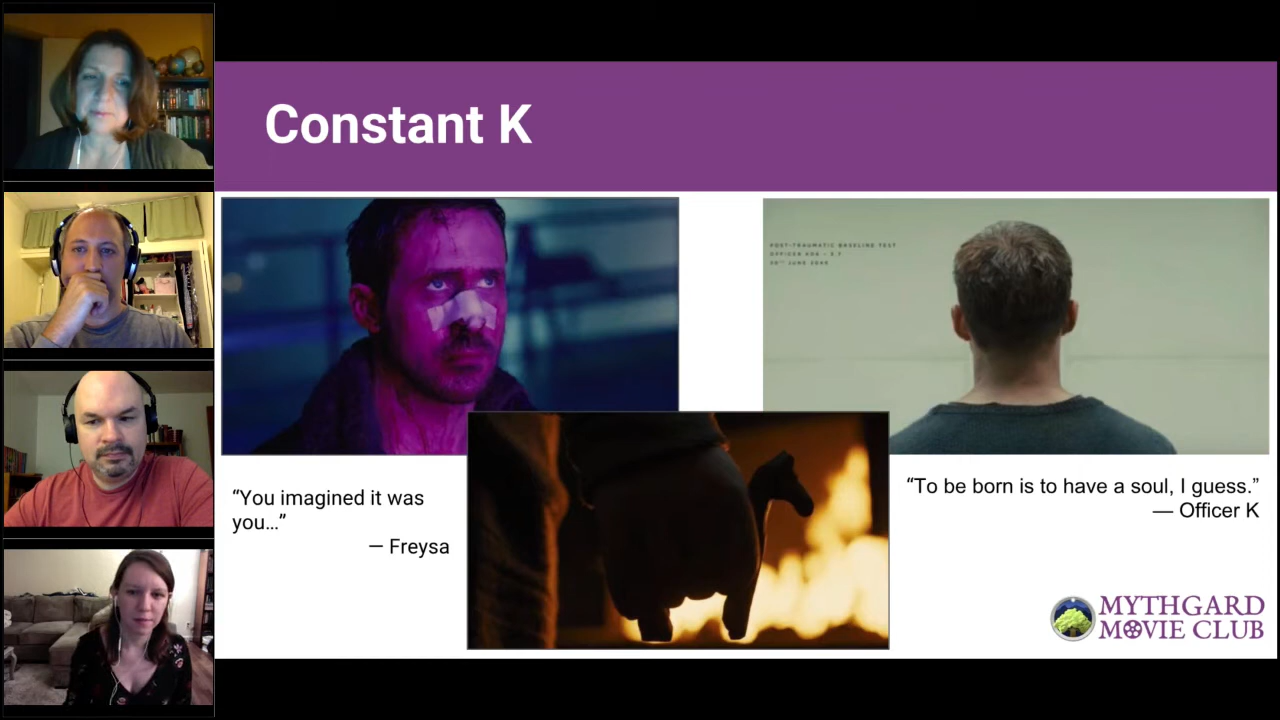 Constant K
POST-TRAUMATIC BASELINE TEST
“You imagined it was
you…”
— Freysa
“To be born is to have a soul, I guess.”
— Officer K
MYTHGARD
MOVIE CLUB